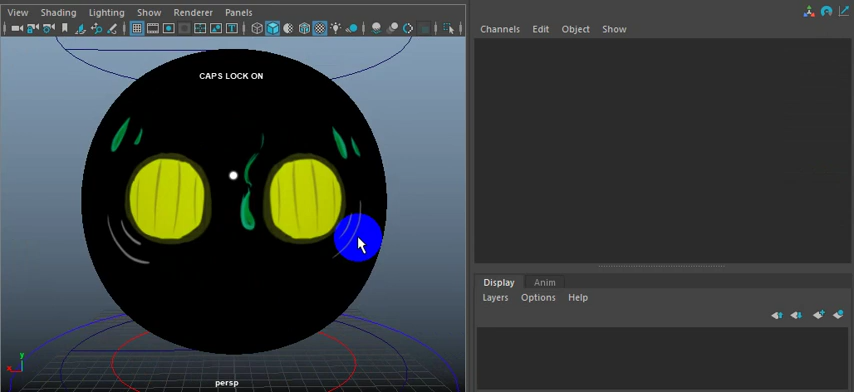 View Shading Lighting Show Renderer Panels
Channels Edit Object Show
CAPS LOCK ON
Display Anim
Layers Options Help
y
x
persp